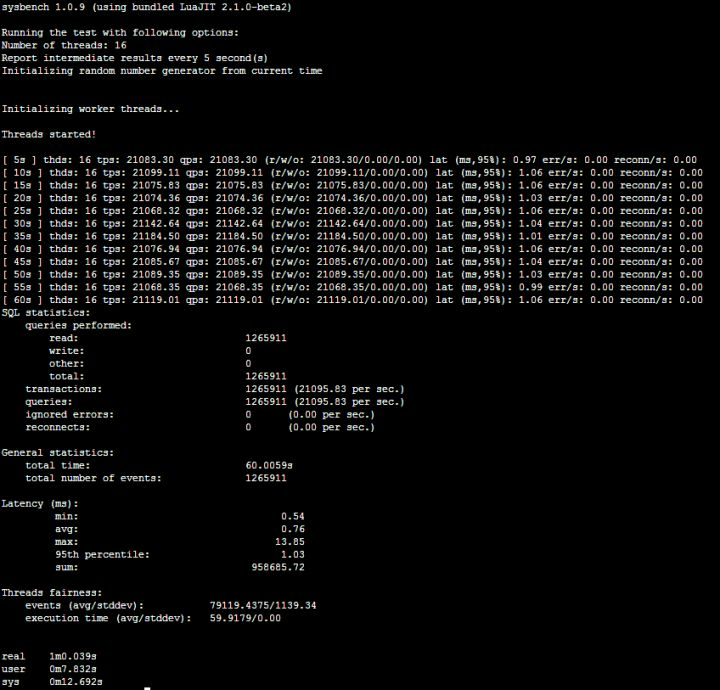 sysbench 1.0.9 (using bundled LuaJIT 2.1.0-beta2)
Running the test with following options:
Number of threads: 16
Report intermediate results every 5 second(s)
Initializing random number generator from current time
Initializing worker threads...
Threads started!
[ 5s ] thds: 16 tps: 21083.30 qps: 21083.30 (r/w/o: 21083.30/0.00/0.00) lat (ms,95%): 0.97 err/s: 0.00 reconn/s: 0.00
[ 10s ] thds: 16 tps: 21099.11 qps: 21099.11 (r/w/o: 21099.11/0.00/0.00) lat (ms,95%): 1.06 err/s: 0.00 reconn/s: 0.00
[ 15s ] thds: 16 tps: 21075.83 qps: 21075.83 (r/w/o: 21075.83/0.00/0.00) lat (ms,95%): 1.06 err/s: 0.00 reconn/s: 0.00
[ 20s ] thds: 16 tps: 21074.36 qps: 21074.36 (r/w/o: 21074.36/0.00/0.00) lat (ms,95%): 1.03 err/s: 0.00 reconn/s: 0.00
[ 25s ] thds: 16 tps: 21068.32 qps: 21068.32 (r/w/o: 21068.32/0.00/0.00) lat (ms,95%): 1.06 err/s: 0.00 reconn/s: 0.00
[ 30s ] thds: 16 tps: 21142.64 qps: 21142.64 (r/w/o: 21142.64/0.00/0.00) lat (ms,95%): 1.04 err/s: 0.00 reconn/s: 0.00
[ 35s ] thds: 16 tps: 21184.50 qps: 21184.50 (r/w/o: 21184.50/0.00/0.00) lat (ms,95%): 1.01 err/s: 0.00 reconn/s: 0.00
[ 40s ] thds: 16 tps: 21076.94 qps: 21076.94 (r/w/o: 21076.94/0.00/0.00) lat (ms,95%): 1.06 err/s: 0.00 reconn/s: 0.00
[ 45s ] thds: 16 tps: 21085.67 qps: 21085.67 (r/w/o: 21085.67/0.00/0.00) lat (ms,95%): 1.04 err/s: 0.00 reconn/s: 0.00
[ 50s ] thds: 16 tps: 21089.35 qps: 21089.35 (r/w/o: 21089.35/0.00/0.00) lat (ms,95%): 1.03 err/s: 0.00 reconn/s: 0.00
[ 55s ] thds: 16 tps: 21068.35 qps: 21068.35 (r/w/o: 21068.35/0.00/0.00) lat (ms,95%): 0.99 err/s: 0.00 reconn/s: 0.00
[ 60s ] thds: 16 tps: 21119.01 qps: 21119.01 (r/w/o: 21119.01/0.00/0.00) lat (ms,95%): 1.06 err/s: 0.00 reconn/s: 0.00
SQL statistics:
queries performed:
read: 1265911
write: 0
other: 0
total: 1265911
transactions: 1265911 (21095.83 per sec.)
queries: 1265911 (21095.83 per sec.)
ignored errors: 0 (0.00 per sec.)
reconnects: 0 (0.00 per sec.)
General statistics:
total time: 60.0059s
total number of events: 1265911
Latency (ms):
min: 0.54
avg: 0.76
max: 13.85
95th percentile: 1.03
sum: 958685.72
Threads fairness:
events (avg/stddev): 79119.4375/1139.34
execution time (avg/stddev): 59.9179/0.00
real 1m0.039s
user 0m7.832s
sys 0m12.692s